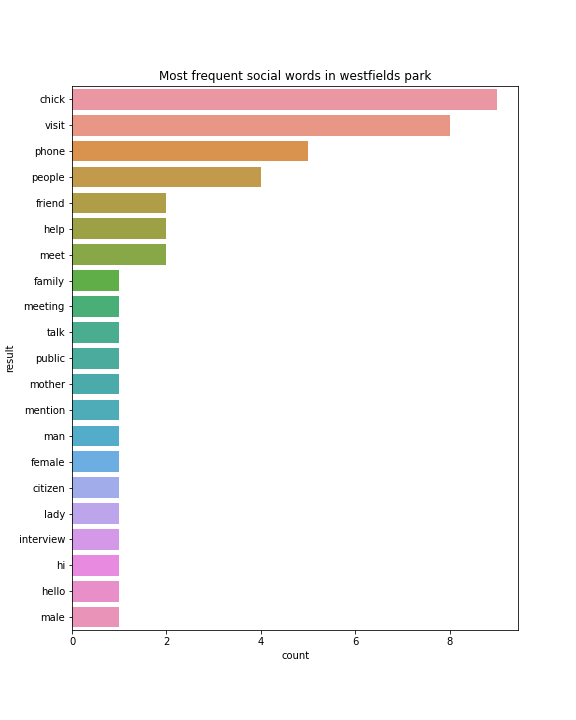 Most frequent social words in westfields park
chick
visit
phone
people
friend
help
meet
family
meeting
talk
public
mother
mention
man
female
citizen
lady
interview
hi
hello
male
result
0 2 4 6 8
count